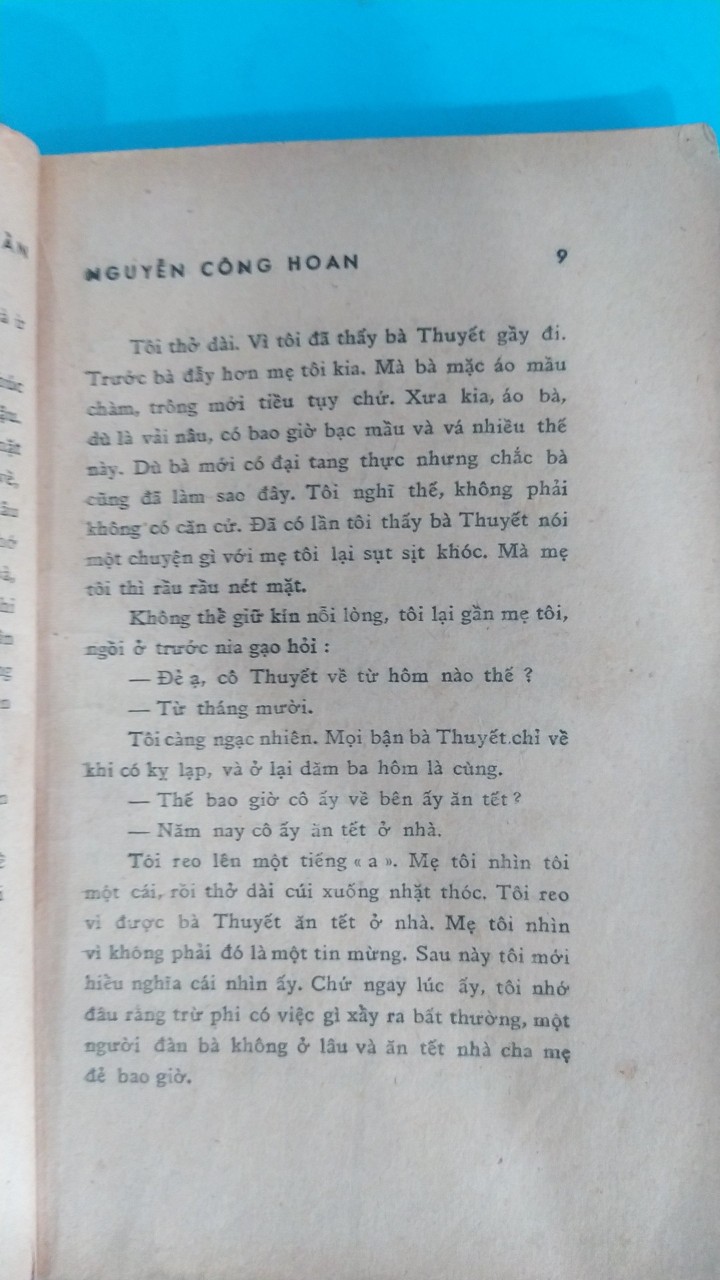 NGUYỄN CÔNG HOAN 9
Tôi thở dài. Vì tôi đã thấy bà Thuyết gầy đi.
Trước bà đẫy hơn mẹ tôi kia. Mà bà mặc áo mầu
chàm, trông mới tiều tụy chứ. Xưa kia, áo bà,
dù là vải nâu, có bao giờ bạc mầu và vá nhiều thế
này. Dù bà mới có đại tang thực nhưng chắc bà
cũng đã làm sao đây. Tôi nghĩ thế, không phải
không có căn cứ. Đã có lần tôi thấy bà Thuyết nói
một chuyện gì với mẹ tôi lại sụt sịt khóc. Mà mẹ
tôi thì rầu rầu nét mặt.
Không thể giữ kín nỗi lòng, tôi lại gần mẹ tôi,
ngồi ở trước nia gạo hỏi :
— Đẻ ạ, cô Thuyết về từ hôm nào thế ?
— Từ tháng mười.
Tôi càng ngạc nhiên. Mọi bận bà Thuyết chỉ về
khi có kỵ lạp, và ở lại dăm ba hôm là cùng.
— Thế bao giờ cô ấy về bên ấy ăn tết ?
— Năm nay cô ấy ăn tết ở nhà.
Tôi reo lên một tiếng « a ». Mẹ tôi nhìn tôi
một cái, rồi thở dài cúi xuống nhặt thóc. Tôi reo
vì được bà Thuyết ăn tết ở nhà. Mẹ tôi nhìn
vì không phải đó là một tin mừng. Sau này tôi mới
hiểu nghĩa cái nhìn ấy. Chứ ngay lúc ấy, tôi nhớ
đâu rằng trừ phi có việc gì xẩy ra bất thường, một
người đàn bà không ở lâu và ăn tết nhà cha mẹ
đẻ bao giờ.